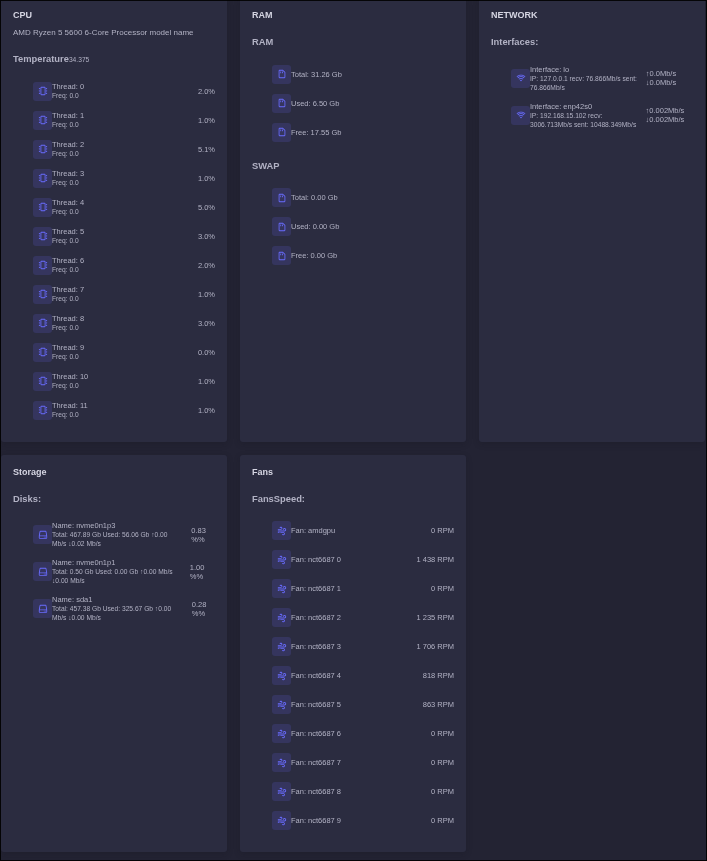 CPU
AMD Ryzen 5 5600 6-Core Processor model name
Temperature34.375
Thread: 0
Freq: 0.0
2.0%
Thread: 1
Freq: 0.0
1.0%
Thread: 2
Freq: 0.0
5.1%
Thread: 3
Freq: 0.0
1.0%
Thread: 4
Freq: 0.0
5.0%
Thread: 5
Freq: 0.0
3.0%
Thread: 6
Freq: 0.0
2.0%
Thread: 7
Freq: 0.0
1.0%
Thread: 8
Freq: 0.0
3.0%
Thread: 9
Freq: 0.0
0.0%
Thread: 10
Freq: 0.0
1.0%
Thread: 11
Freq: 0.0
1.0%
RAM
RAM
Total: 31.26 Gb
Used: 6.50 Gb
Free: 17.55 Gb
SWAP
Total: 0.00 Gb
Used: 0.00 Gb
Free: 0.00 Gb
NETWORK
Interfaces:
Interface: lo
IP: 127.0.0.1 recv: 76.866Mb/s sent:
76.866Mb/s
↑0.0Mb/s
↓0.0Mb/s
Interface: enp42s0
IP: 192.168.15.102 recv:
3006.713Mb/s sent: 10488.349Mb/s
↑0.002Mb/s
↓0.002Mb/s
Storage
Disks:
Name: nvme0n1p3
Total: 467.89 Gb Used: 56.06 Gb ↑0.00
Mb/s ↓0.02 Mb/s
0.83
%%
Name: nvme0n1p1
Total: 0.50 Gb Used: 0.00 Gb ↑0.00 Mb/s
↓0.00 Mb/s
1.00
%%
Name: sda1
Total: 457.38 Gb Used: 325.67 Gb ↑0.00
Mb/s ↓0.00 Mb/s
0.28
%%
Fans
FansSpeed:
Fan: amdgpu
0 RPM
Fan: nct6687 0
1 438 RPM
Fan: nct6687 1
0 RPM
Fan: nct6687 2
1 235 RPM
Fan: nct6687 3
1 706 RPM
Fan: nct6687 4
818 RPM
Fan: nct6687 5
863 RPM
Fan: nct6687 6
0 RPM
Fan: nct6687 7
0 RPM
Fan: nct6687 8
0 RPM
Fan: nct6687 9
0 RPM